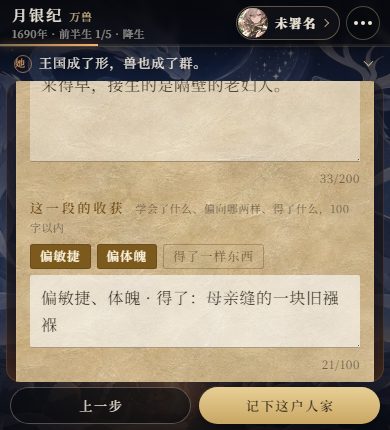 月银纪 万兽
1690年 · 前半生 1/5 · 降生
未署名
她 王国成了形，兽也成了群。
来得早，接生的是隔壁的老妇人。
33/200
这一段的收获 学会了什么、偏向哪两样、得了什么，100
字以内
偏敏捷 偏体魄 得了一样东西
偏敏捷、体魄 · 得了：母亲缝的一块旧襁
褓
21/100
上一步 记下这户人家